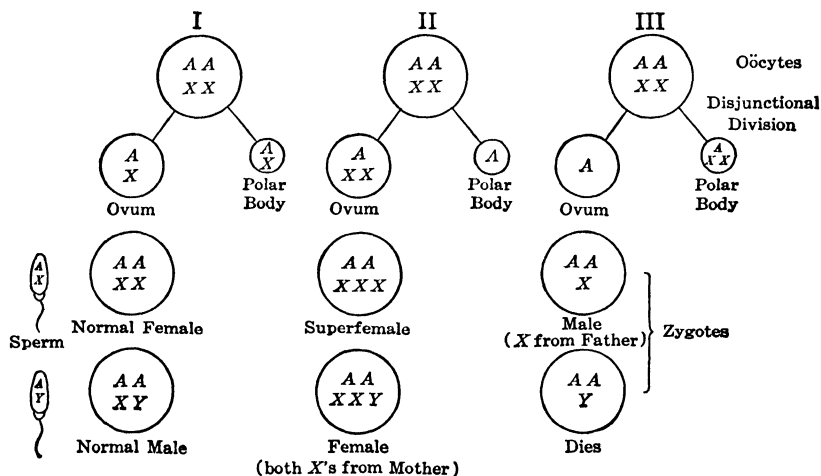 I II III
A A A A A A
X X X X X X
Oöcytes
Disjunctional
Division
A A A A A A
X X X X X X
Ovum Polar Body Ovum Polar Body Ovum Polar Body
A X
A A A A A A
X X X X X X
Normal Female Superfemale Male
(X from Father)
Sperm
Zygotes
A Y
A A A A A A
X Y X X Y Y
Normal Male Female Dies
(both X's from Mother)